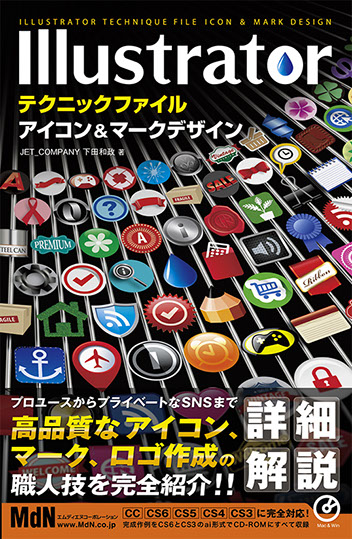 ILLUSTRATOR TECHNIQUE FILE ICON & MARK DESIGN
Illustrator
テクニックファイル
アイコン&マークデザイン
JET_COMPANY 下田和政 著
SALE
STEEL CAN
PREMIUM
FRAGILE
Ribbon
プロユースからプライベートなSNSまで
高品質なアイコン、
マーク、ロゴ作成の
職人技を完全紹介!!
詳細
解説
MdN エムディエヌコーポレーション
www.MdN.co.jp
CC CS6 CS5 CS4 CS3 に完全対応!
完成作例をCS6とCS3のai形式でCD-ROMにすべて収録
Mac & Win